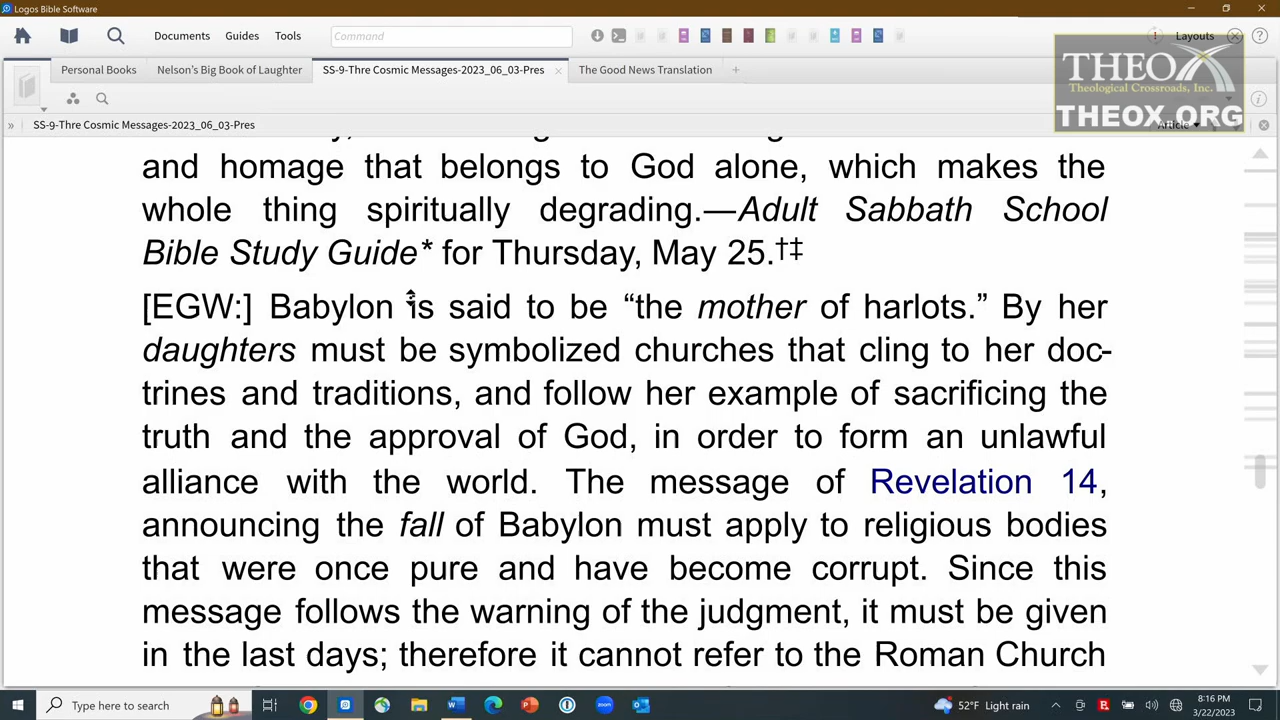 Logos Bible Software
Documents Guides Tools Command Layouts
Personal Books Nelson's Big Book of Laughter SS-9-Thre Cosmic Messages-2023_06_03-Pres The Good News Translation
THEOX
Theological Crossroads, Inc.
THEOX.ORG
» SS-9-Thre Cosmic Messages-2023_06_03-Pres Article
and homage that belongs to God alone, which makes the
whole thing spiritually degrading.—Adult Sabbath School
Bible Study Guide* for Thursday, May 25.†‡
[EGW:] Babylon is said to be “the mother of harlots.” By her
daughters must be symbolized churches that cling to her doc-
trines and traditions, and follow her example of sacrificing the
truth and the approval of God, in order to form an unlawful
alliance with the world. The message of Revelation 14,
announcing the fall of Babylon must apply to religious bodies
that were once pure and have become corrupt. Since this
message follows the warning of the judgment, it must be given
in the last days; therefore it cannot refer to the Roman Church
Type here to search
52°F Light rain
8:16 PM
3/22/2023